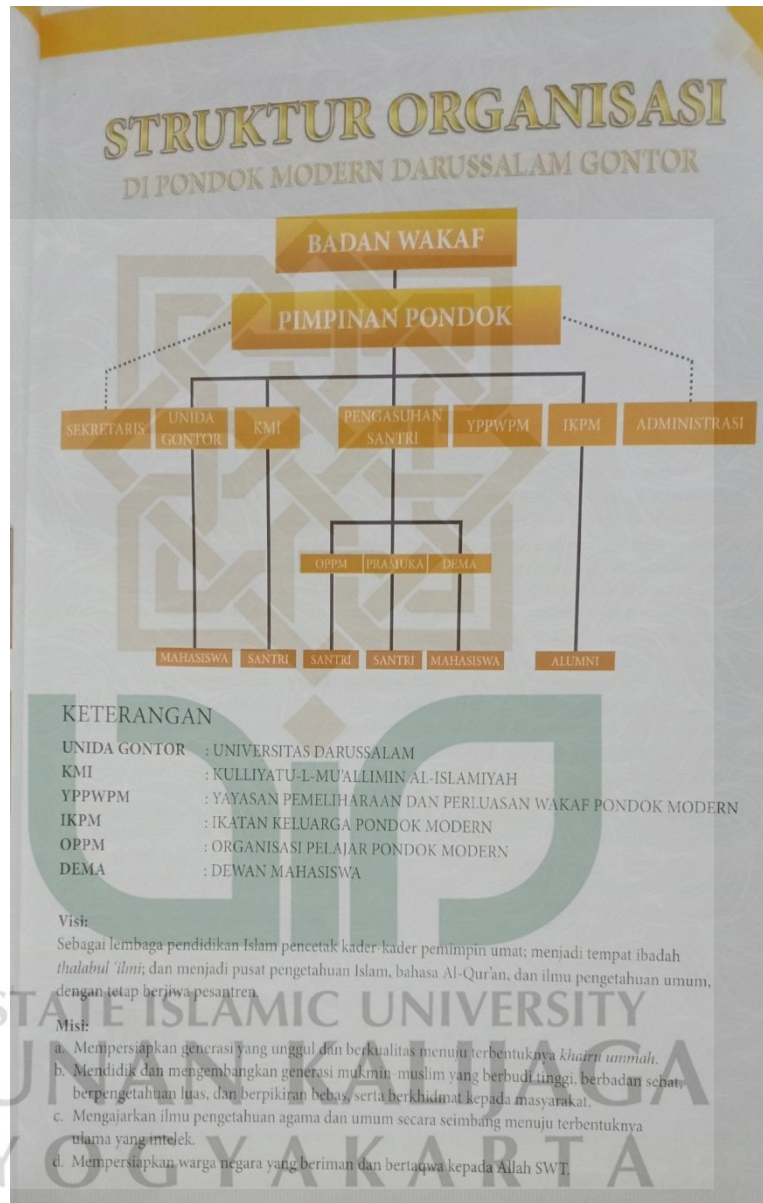 STRUKTUR ORGANISASI
DI PONDOK MODERN DARUSSALAM GONTOR
BADAN WAKAF
PIMPINAN PONDOK
SEKRETARIS
UNIDA
GONTOR
KMI
PENGASUHAN
SANTRI
YPPWPM
IKPM
ADMINISTRASI
OPPM PRAMUKA DEMA
MAHASISWA SANTRI SANTRI SANTRI MAHASISWA ALUMNI
KETERANGAN
UNIDA GONTOR : UNIVERSITAS DARUSSALAM
KMI : KULLIYATU-L-MU'ALLIMIN AL-ISLAMIYAH
YPPWPM : YAYASAN PEMELIHARAAN DAN PERLUASAN WAKAF PONDOK MODERN
IKPM : IKATAN KELUARGA PONDOK MODERN
OPPM : ORGANISASI PELAJAR PONDOK MODERN
DEMA : DEWAN MAHASISWA
Visi:
Sebagai lembaga pendidikan Islam pencetak kader-kader pemimpin umat; menjadi tempat ibadah
thalabul 'ilmi; dan menjadi pusat pengetahuan Islam, bahasa Al-Qur'an, dan ilmu pengetahuan umum,
dengan tetap berjiwa pesantren.
Misi:
a. Mempersiapkan generasi yang unggul dan berkualitas menuju terbentuknya khairu ummah.
b. Mendidik dan mengembangkan generasi mukmin-muslim yang berbudi tinggi, berbadan sehat,
berpengetahuan luas, dan berpikiran bebas, serta berkhidmat kepada masyarakat.
c. Mengajarkan ilmu pengetahuan agama dan umum secara seimbang menuju terbentuknya
ulama yang intelek.
d. Mempersiapkan warga negara yang beriman dan bertaqwa kepada Allah SWT.
STATE ISLAMIC UNIVERSITY
SUNAN KALIJAGA
YOGYAKARTA